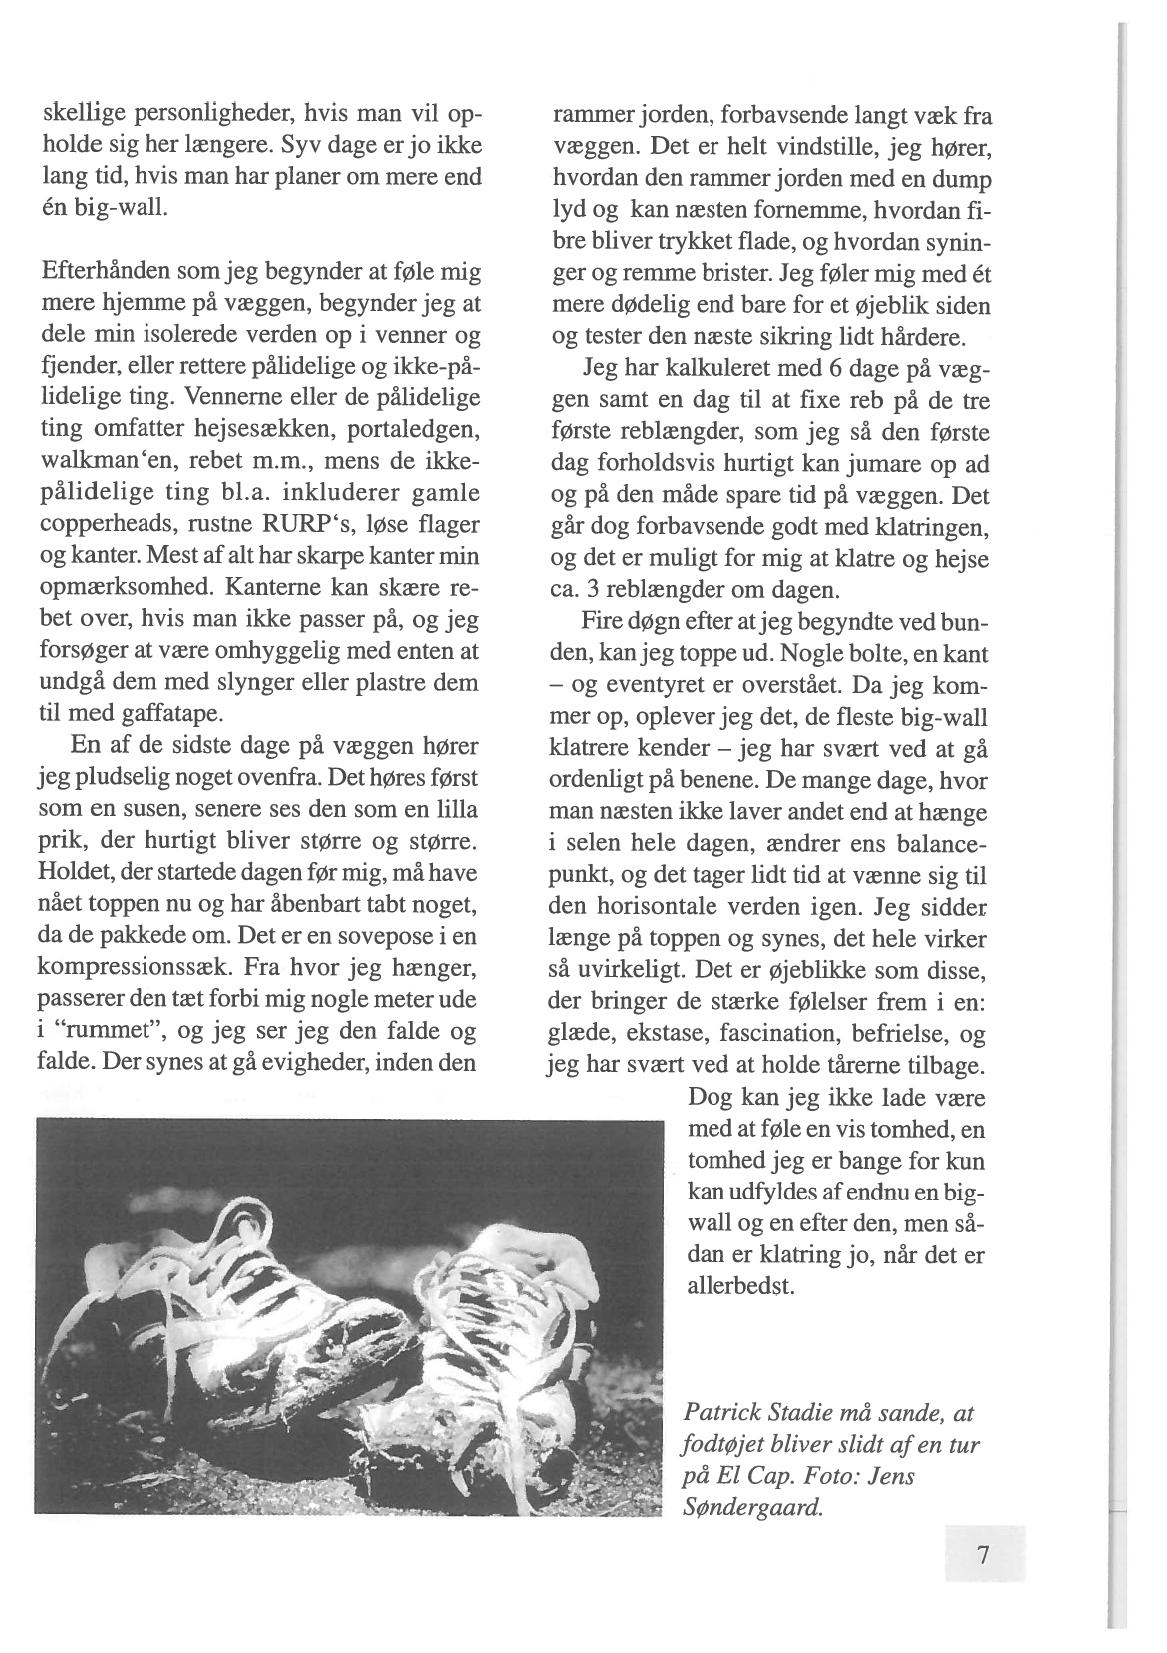 skellige personligheder, hvis man vil op-
holde sig her længere. Syv dage er jo ikke
lang tid, hvis man har planer om mere end
én big-wall.
Efterhånden som jeg begynder at føle mig
mere hjemme på væggen, begynder jeg at
dele min isolerede verden op i venner og
fjender, eller rettere pålidelige og ikke-på-
lidelige ting. Vennerne eller de pålidelige
ting omfatter hejsesækken, portaledgen,
walkman‘en, rebet m.m., mens de ikke-
pålidelige ting bl.a. inkluderer gamle
copperheads, rustne RURP‘s, løse flager
og kanter. Mest af alt har skarpe kanter min
opmærksomhed. Kanterne kan skære re-
bet over, hvis man ikke passer på, og jeg
forsøger at være omhyggelig med enten at
undgå dem med slynger eller plastre dem
til med gaffatape.
En af de sidste dage på væggen hører
jeg pludselig noget ovenfra. Det høres først
som en susen, senere ses den som en lilla
prik, der hurtigt bliver større og større.
Holdet, der startede dagen før mig, må have
nået toppen nu og har åbenbart tabt noget,
da de pakkede om. Det er en sovepose i en
kompressionssæk. Fra hvor jeg hænger,
passerer den tæt forbi mig nogle meter ude
i “rummet”, og jeg ser jeg den falde og
falde. Der synes at gå evigheder, inden den
rammer jorden, forbavsende langt væk fra
væggen. Det er helt vindstille, jeg hører,
hvordan den rammer jorden med en dump
lyd og kan næsten fornemme, hvordan fi-
bre bliver trykket flade, og hvordan synin-
ger og remme brister. Jeg føler mig med ét
mere dødelig end bare for et øjeblik siden
og tester den næste sikring lidt hårdere.
Jeg har kalkuleret med 6 dage på væg-
gen samt en dag til at fixe reb på de tre
første reblængder, som jeg så den første
dag forholdsvis hurtigt kan jumare op ad
og på den måde spare tid på væggen. Det
går dog forbavsende godt med klatringen,
og det er muligt for mig at klatre og hejse
ca. 3 reblængder om dagen.
Fire døgn efter at jeg begyndte ved bun-
den, kan jeg toppe ud. Nogle bolte, en kant
– og eventyret er overstået. Da jeg kom-
mer op, oplever jeg det, de fleste big-wall
klatrere kender – jeg har svært ved at gå
ordenligt på benene. De mange dage, hvor
man næsten ikke laver andet end at hænge
i selen hele dagen, ændrer ens balance-
punkt, og det tager lidt tid at vænne sig til
den horisontale verden igen. Jeg sidder
længe på toppen og synes, det hele virker
så uvirkeligt. Det er øjeblikke som disse,
der bringer de stærke følelser frem i en:
glæde, ekstase, fascination, befrielse, og
jeg har svært ved at holde tårerne tilbage.
Dog kan jeg ikke lade være
med at føle en vis tomhed, en
tomhed jeg er bange for kun
kan udfyldes af endnu en big-
wall og en efter den, men så-
dan er klatring jo, når det er
allerbedst.
Patrick Stadie må sande, at
fodtøjet bliver slidt af en tur
på El Cap. Foto: Jens
Søndergaard.
7